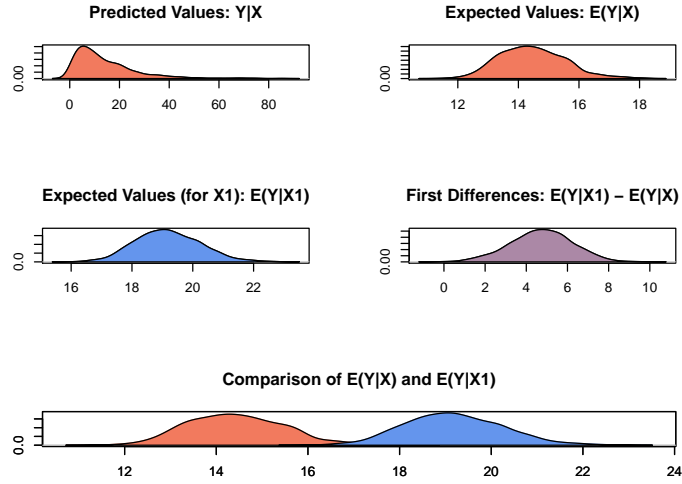 Predicted Values: Y|X
0.00
0 20 40 60 80
Expected Values: E(Y|X)
0.00
12 14 16 18
Expected Values (for X1): E(Y|X1)
0.0
16 18 20 22
First Differences: E(Y|X1) − E(Y|X)
0.00
0 2 4 6 8 10
Comparison of E(Y|X) and E(Y|X1)
0.0
12 14 16 18 20 22 24